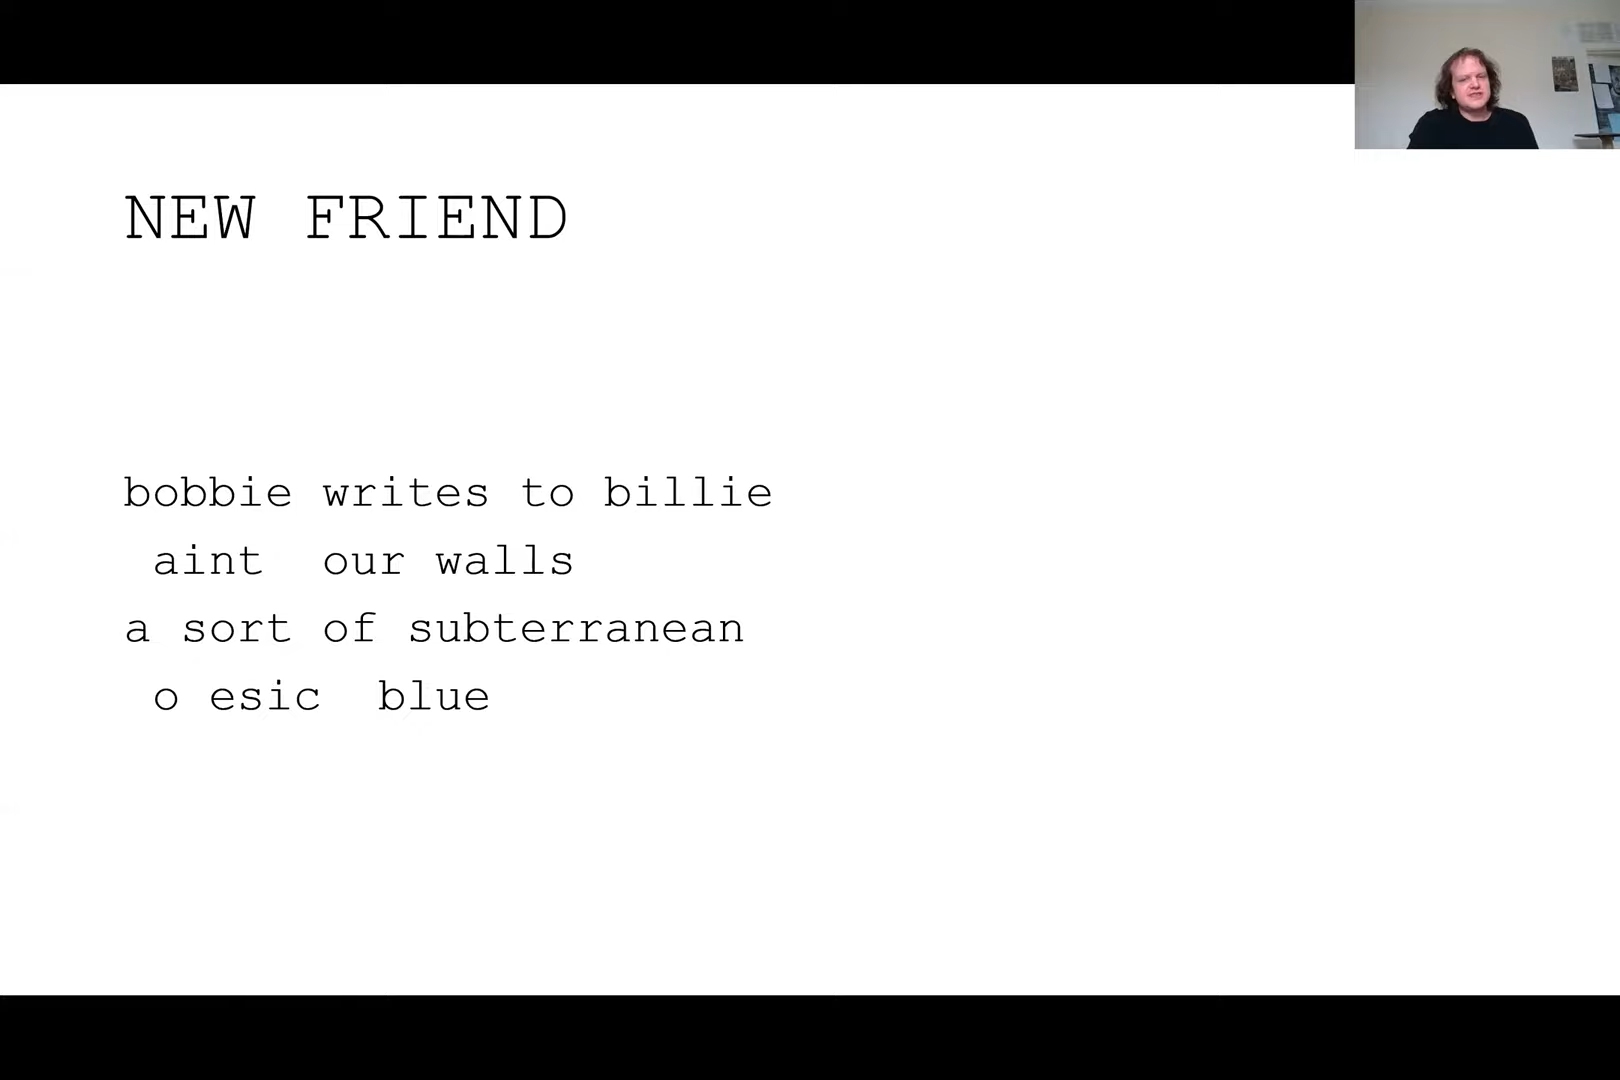 NEW FRIEND
bobbie writes to billie
 aint  our walls
a sort of subterranean
 o esic  blue